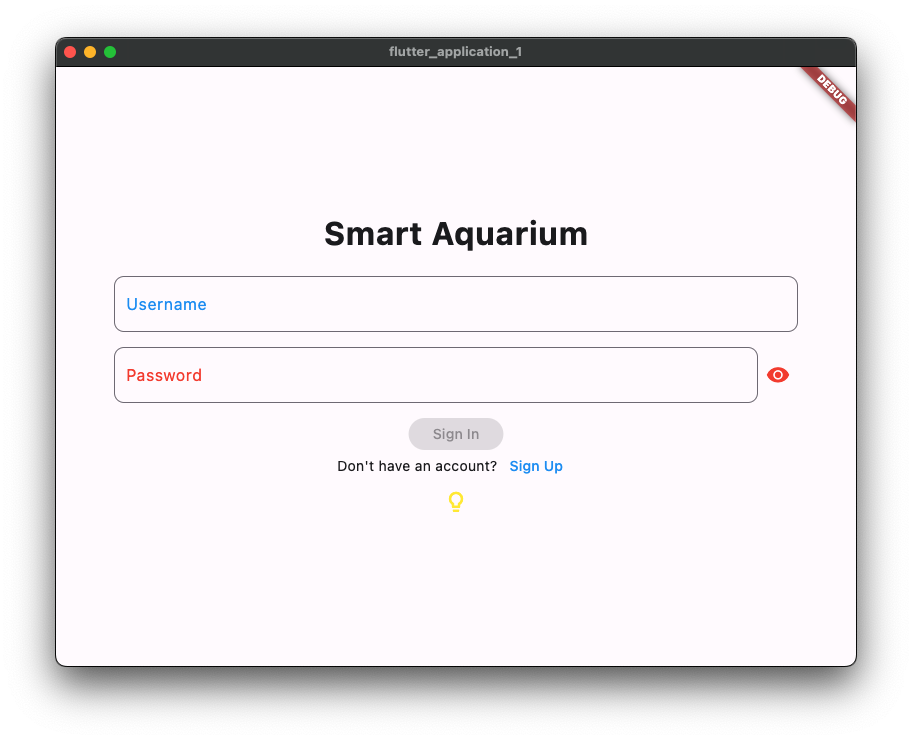 flutter_application_1
DEBUG
Smart Aquarium
Username
Password
Sign In
Don't have an account? Sign Up